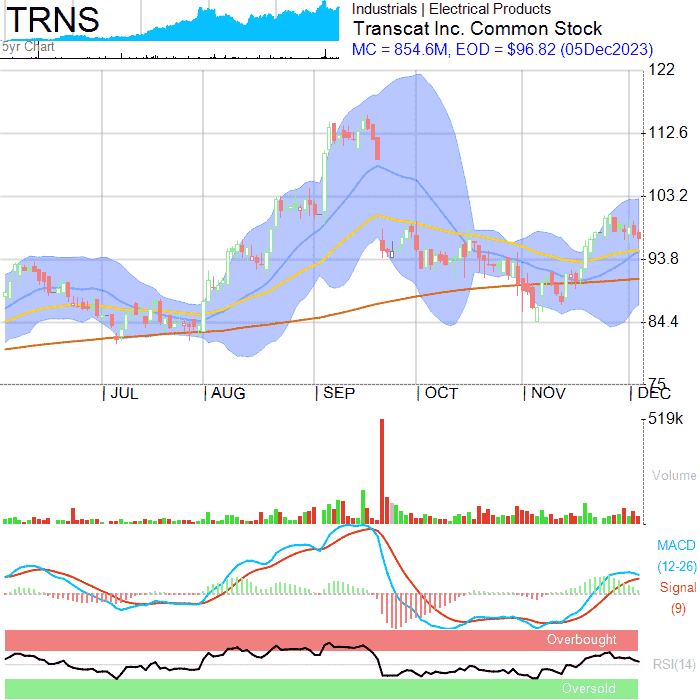 TRNS
5yr Chart
Industrials | Electrical Products
Transcat Inc. Common Stock
MC = 854.6M, EOD = $96.82 (05Dec2023)
122
112.6
103.2
93.8
84.4
75
JUL
AUG
SEP
OCT
NOV
DEC
519k
Volume
MACD
(12-26)
Signal
(9)
Overbought
RSI(14)
Oversold